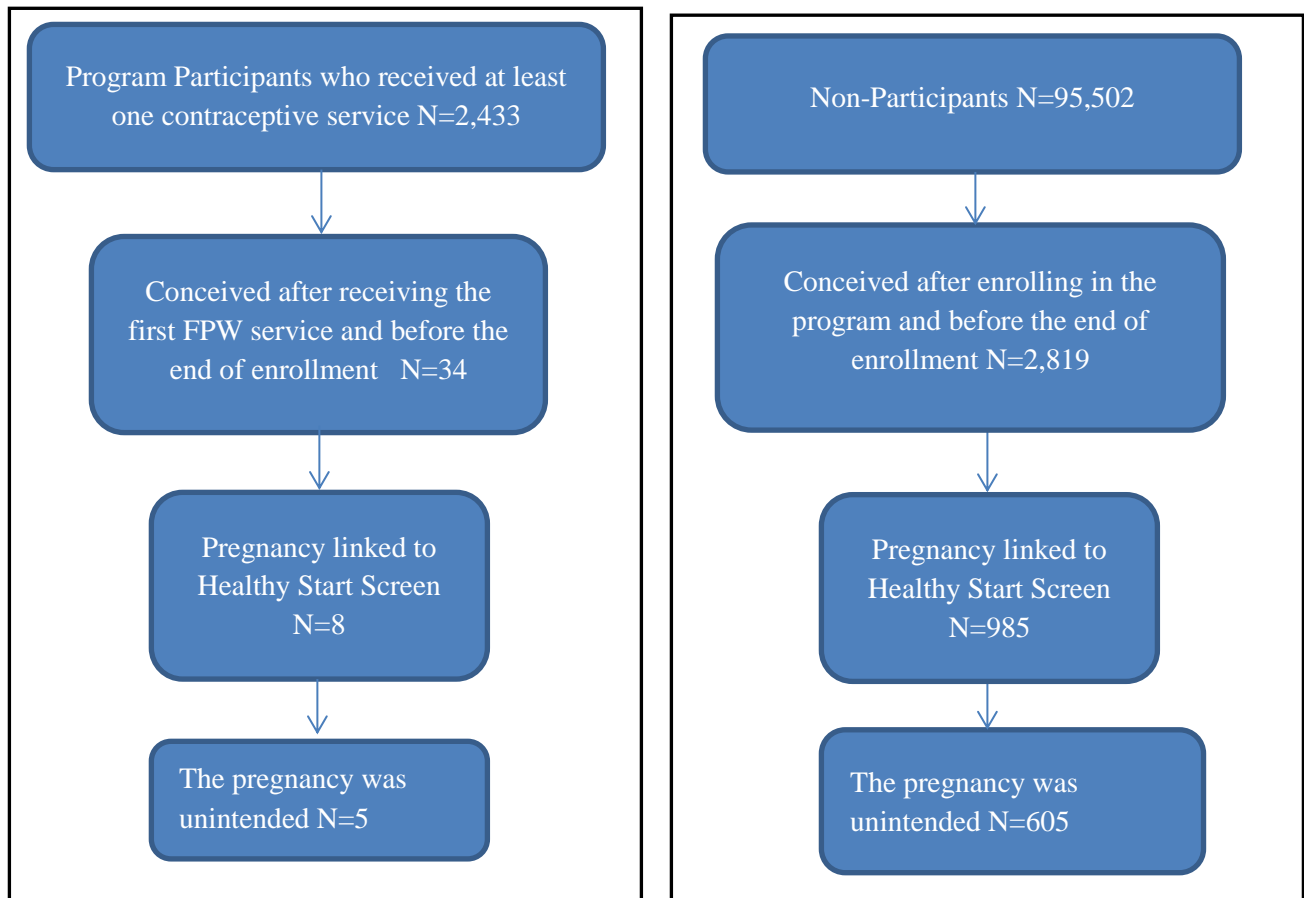 Program Participants who received at least
one contraceptive service N=2,433
Conceived after receiving the
first FPW service and before the
end of enrollment N=34
Pregnancy linked to
Healthy Start Screen
N=8
The pregnancy was
unintended N=5
Non-Participants N=95,502
Conceived after enrolling in the
program and before the end of
enrollment N=2,819
Pregnancy linked to
Healthy Start Screen
N=985
The pregnancy was
unintended N=605